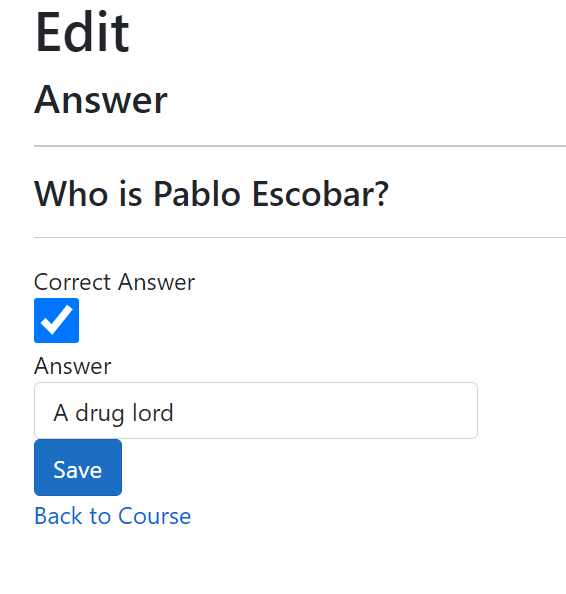 Edit
Answer
Who is Pablo Escobar?
Correct Answer
Answer
A drug lord
Save
Back to Course